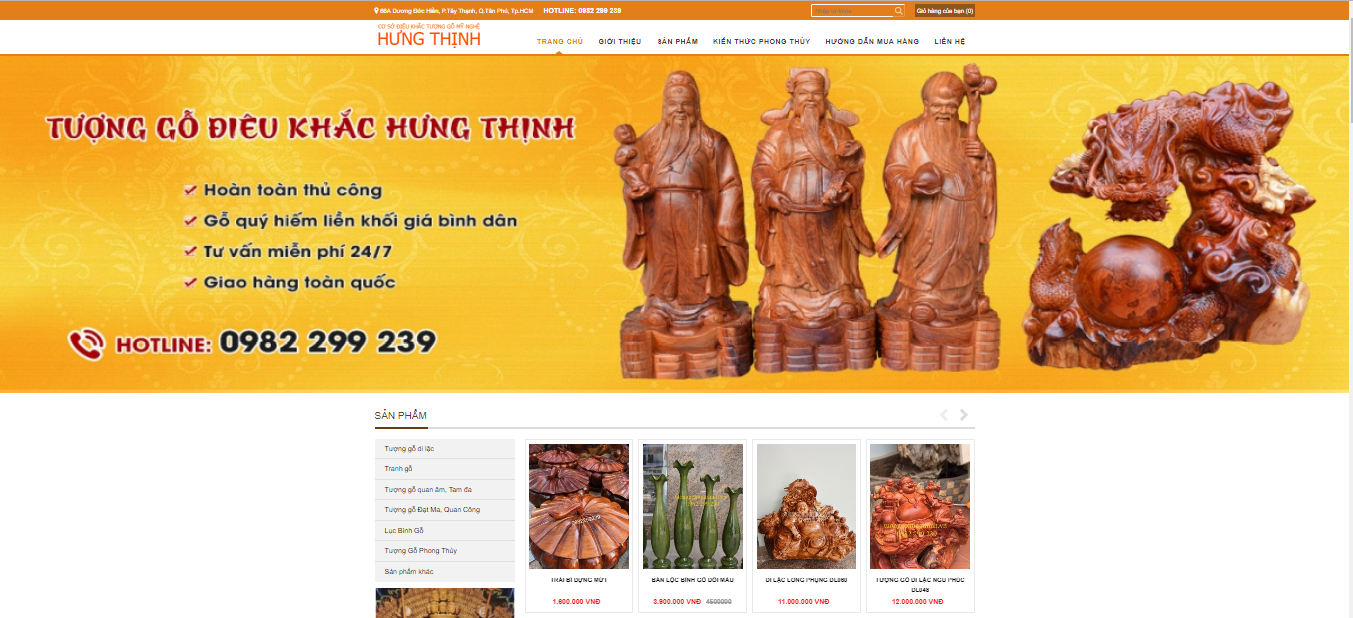 66A Dương Đức Hiền, P.Tây Thạnh, Q.Tân Phú, Tp.HCM HOTLINE: 0982 299 239
Giỏ hàng của bạn (0)
CƠ SỞ ĐIÊU KHẮC TƯỢNG GỖ MỸ NGHỆ
HƯNG THỊNH
TRANG CHỦ GIỚI THIỆU SẢN PHẨM KIẾN THỨC PHONG THỦY HƯỚNG DẪN MUA HÀNG LIÊN HỆ
TƯỢNG GỖ ĐIÊU KHẮC HƯNG THỊNH
Hoàn toàn thủ công
Gỗ quý hiếm liền khối giá bình dân
Tư vấn miễn phí 24/7
Giao hàng toàn quốc
HOTLINE: 0982 299 239
SẢN PHẨM
Tượng gỗ di lặc
Tranh gỗ
Tượng gỗ quan âm, Tam đa
Tượng gỗ Đạt Ma, Quan Công
Lục Bình Gỗ
Tượng Gỗ Phong Thủy
Sản phẩm khác
TRÁI BÍ ĐỰNG MỨT
1.600.000 VNĐ
BÁN LỘC BÌNH GỖ ĐÔI MÀU
3.900.000 VNĐ 4500000
DI LẶC LONG PHỤNG DL060
11.000.000 VNĐ
TƯỢNG GỖ DI LẶC NGŨ PHÚC
DL048
12.000.000 VNĐ